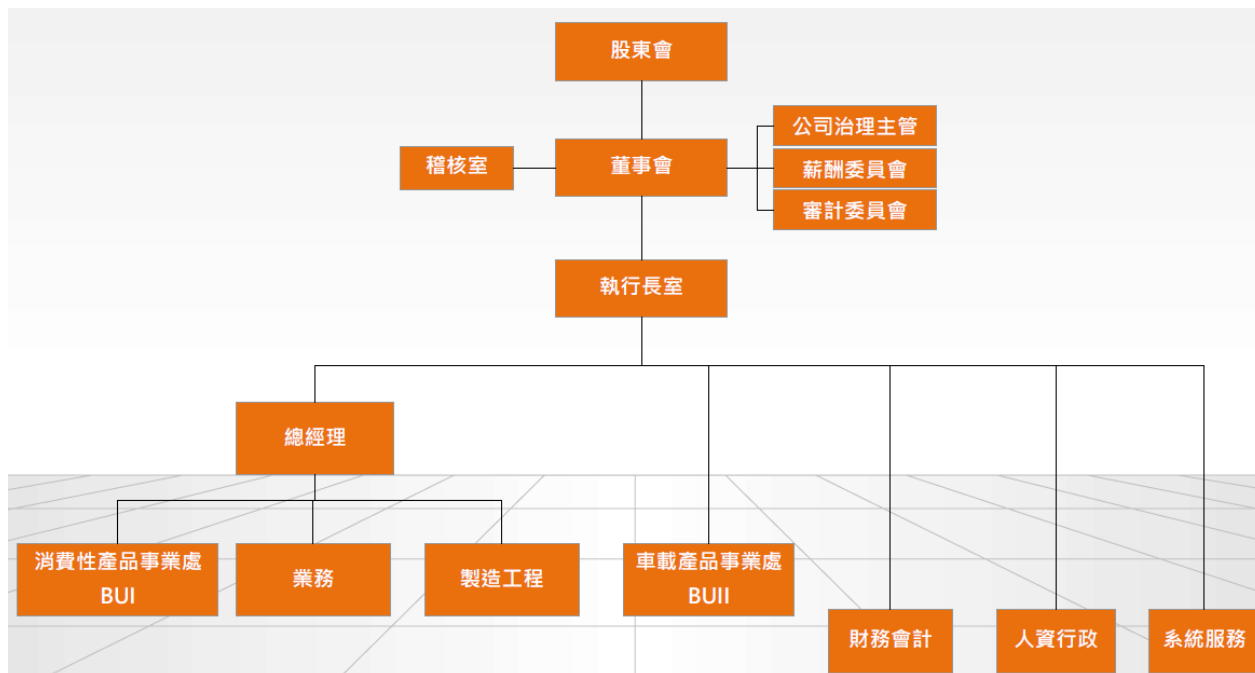 股東會
公司治理主管
稽核室
董事會
薪酬委員會
審計委員會
執行長室
總經理
消費性產品事業處
BUI
業務
製造工程
車載產品事業處
BUII
財務會計
人資行政
系統服務